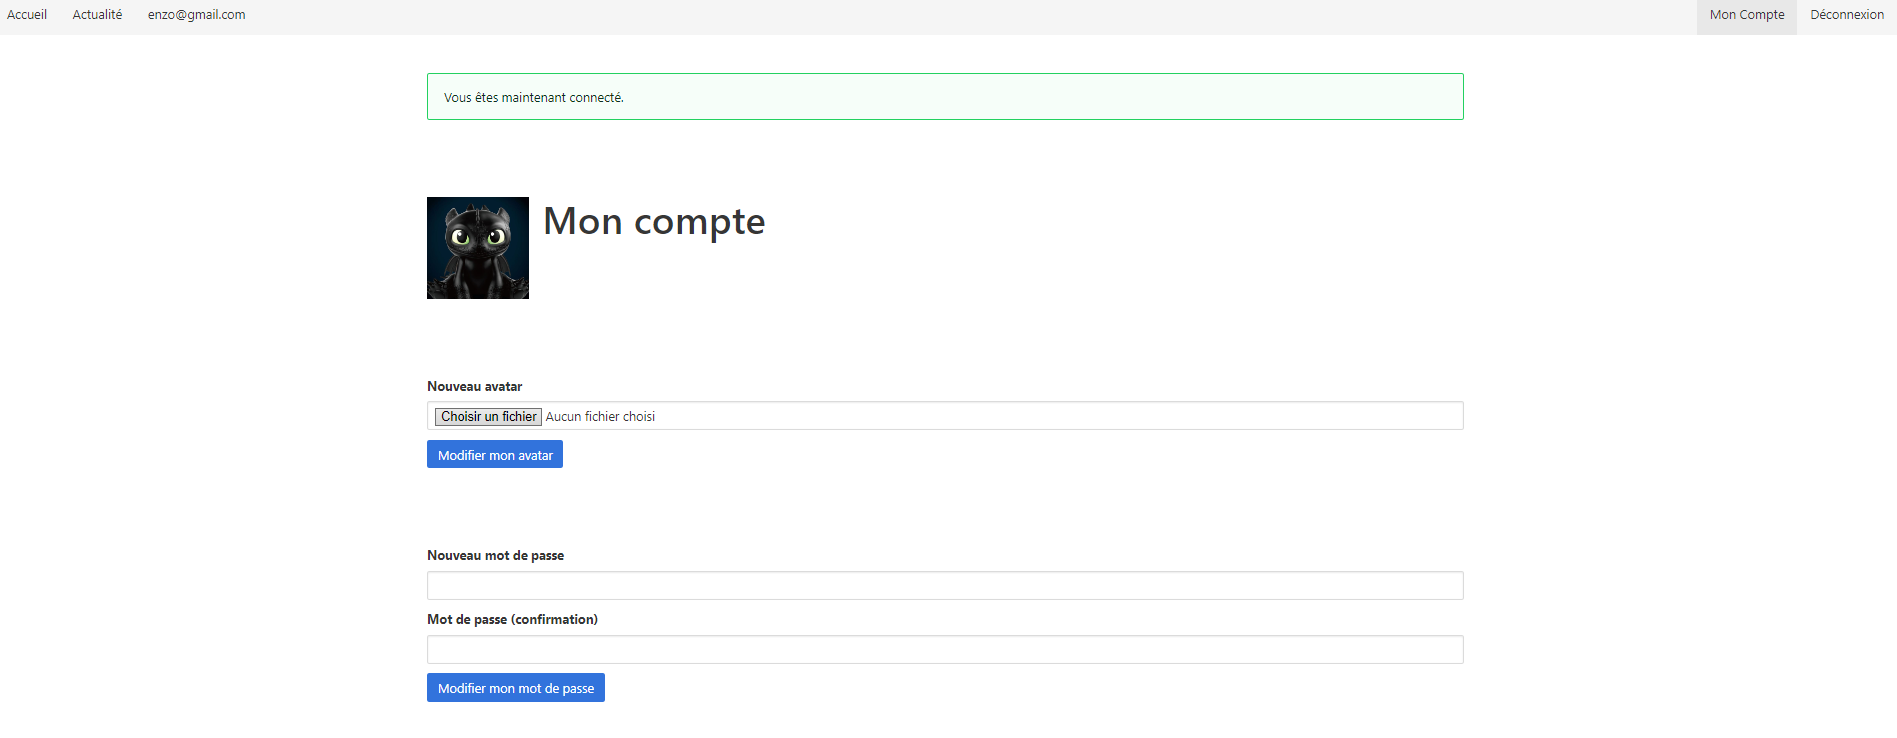 Accueil Actualité enzo@gmail.com Mon Compte Déconnexion
Vous êtes maintenant connecté.
Mon compte
Nouveau avatar
Choisir un fichier Aucun fichier choisi
Modifier mon avatar
Nouveau mot de passe
Mot de passe (confirmation)
Modifier mon mot de passe